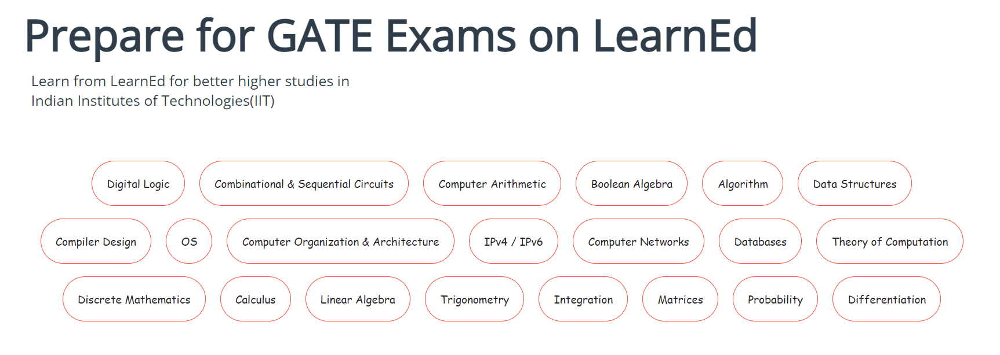 Prepare for GATE Exams on LearnEd
Learn from LearnEd for better higher studies in
Indian Institutes of Technologies(IIT)
Digital Logic
Combinational & Sequential Circuits
Computer Arithmetic
Boolean Algebra
Algorithm
Data Structures
Compiler Design
OS
Computer Organization & Architecture
IPv4 / IPv6
Computer Networks
Databases
Theory of Computation
Discrete Mathematics
Calculus
Linear Algebra
Trigonometry
Integration
Matrices
Probability
Differentiation